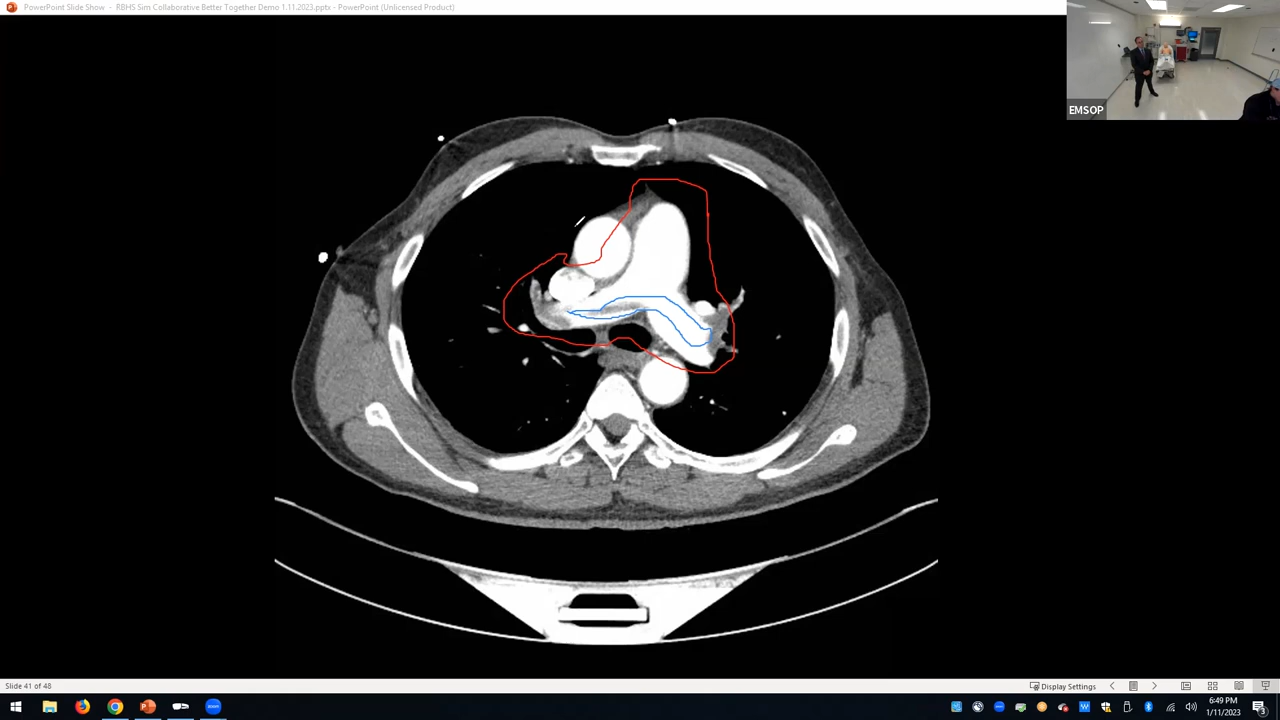 PowerPoint Slide Show - RBHS Sim Collaborative Better Together Demo 1.11.2023.pptx - PowerPoint (Unlicensed Product)
EMSOP
Slide 41 of 48
Display Settings
zoom
6:49 PM
1/11/2023